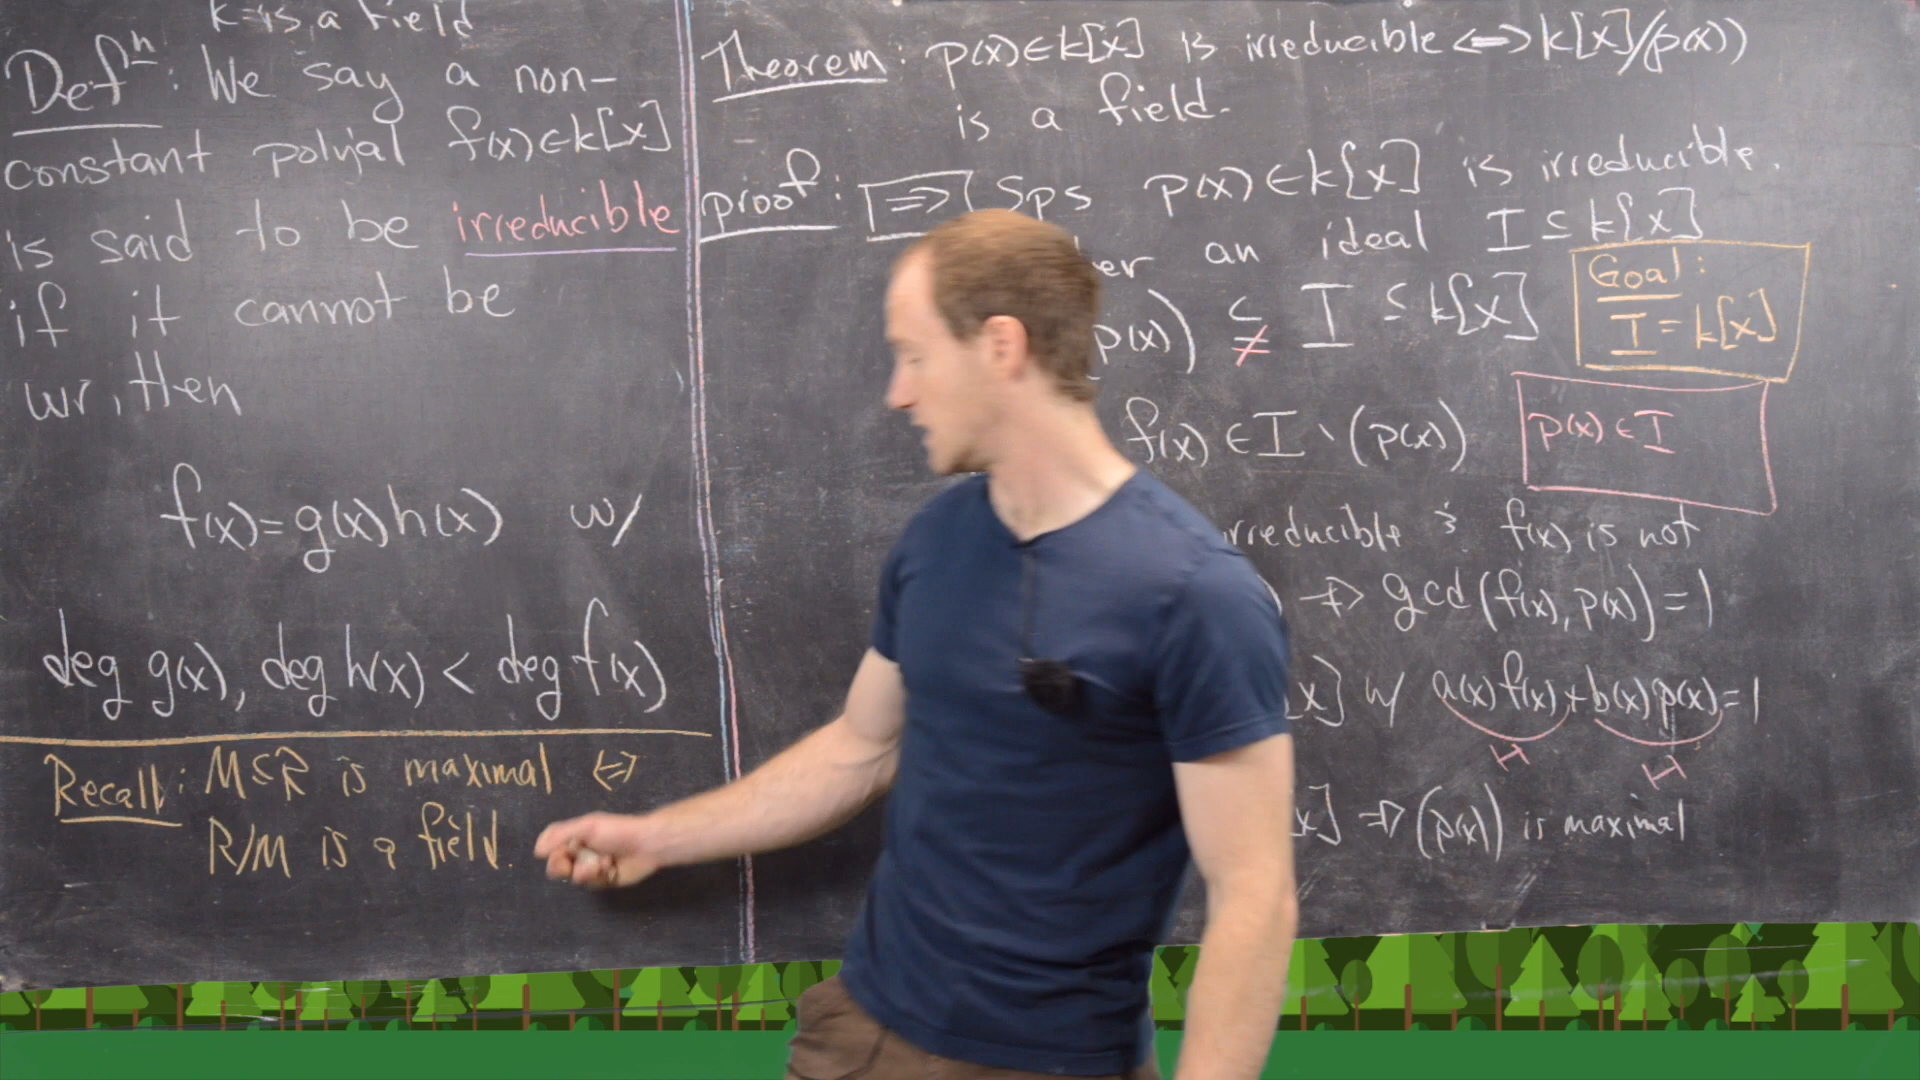 k=is a field
Defⁿ: We say a non-
constant polyal f(x)∈k[x]
is said to be irreducible
if it cannot be
written
f(x)=g(x)h(x) w/
deg g(x), deg h(x) < deg f(x)
Recall: M⊆R is maximal ⇔
R/M is a field.
Theorem: p(x)∈k[x] is irreducible ⇔ k[x]/(p(x))
is a field.
proof: ⇒ Sps p(x)∈k[x] is irreducible.
an ideal I⊆k[x]
p(x)) ⊊ I ⊆ k[x]
Goal:
I = k[x]
f(x)∈I∖(p(x))
p(x)∈I
irreducible & f(x) is not
⇒ gcd(f(x),p(x))=1
x] w/ a(x)f(x)+b(x)p(x)=1
I I
x] ⇒ (p(x)) is maximal